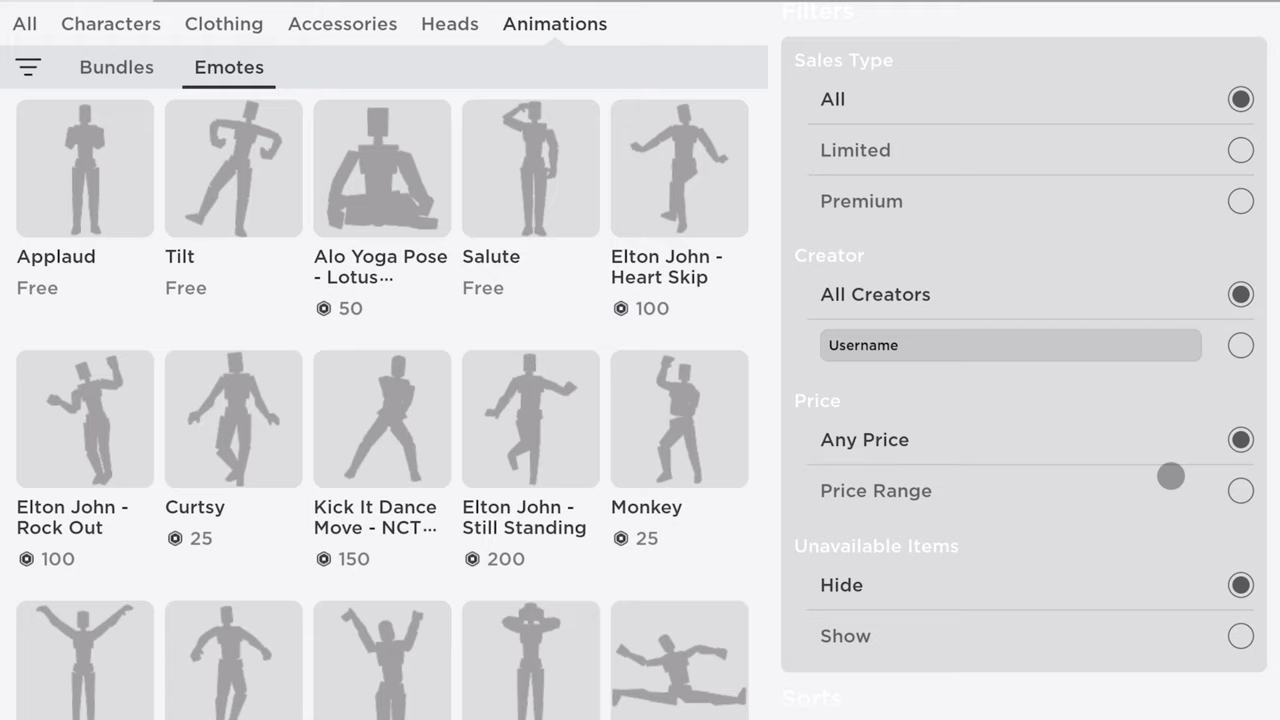 All Characters Clothing Accessories Heads Animations
Bundles Emotes
Applaud
Free
Tilt
Free
Alo Yoga Pose
- Lotus...
50
Salute
Free
Elton John -
Heart Skip
100
Elton John -
Rock Out
100
Curtsy
25
Kick It Dance
Move - NCT...
150
Elton John -
Still Standing
200
Monkey
25
Filters
Sales Type
All
Limited
Premium
Creator
All Creators
Username
Price
Any Price
Price Range
Unavailable Items
Hide
Show
Sorts